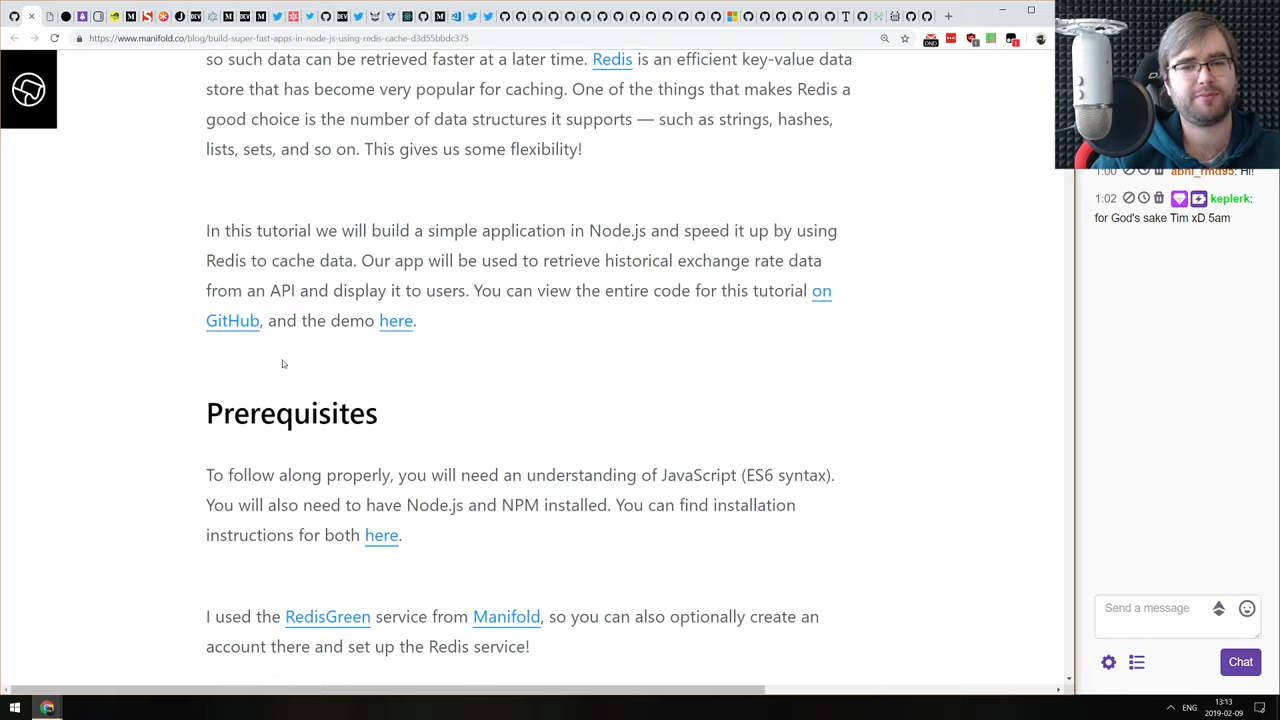 https://www.manifold.co/blog/build-super-fast-apps-in-node-js-using-redis-cache-c3d55bbdc375
DND
so such data can be retrieved faster at a later time. Redis is an efficient key-value data
store that has become very popular for caching. One of the things that makes Redis a
good choice is the number of data structures it supports — such as strings, hashes,
lists, sets, and so on. This gives us some flexibility!
In this tutorial we will build a simple application in Node.js and speed it up by using
Redis to cache data. Our app will be used to retrieve historical exchange rate data
from an API and display it to users. You can view the entire code for this tutorial on
GitHub, and the demo here.
Prerequisites
To follow along properly, you will need an understanding of JavaScript (ES6 syntax).
You will also need to have Node.js and NPM installed. You can find installation
instructions for both here.
I used the RedisGreen service from Manifold, so you can also optionally create an
account there and set up the Redis service!
1:00 abhi_rmd95: Hi!
1:02 keplerk:
for God's sake Tim xD 5am
Send a message
Chat
ENG
13:13
2019-02-09